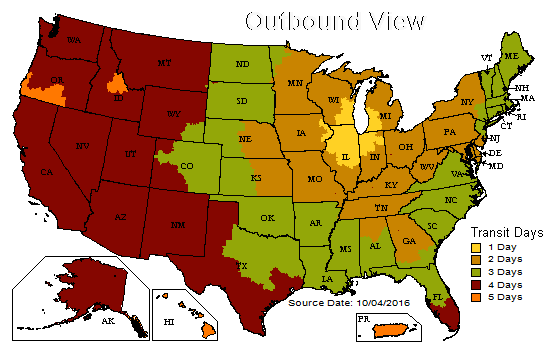 Outbound View
WA
MT
ND
MN
VT
ME
OR
ID
SD
WI
MI
NY
NH
MA
RI
CT
WY
NE
IA
IL
IN
OH
PA
NJ
DE
MD
NV
UT
CO
KS
MO
KY
WV
VA
CA
AZ
NM
OK
AR
TN
NC
SC
TX
LA
MS
AL
GA
FL
AK
HI
PR
Transit Days
1 Day
2 Days
3 Days
4 Days
5 Days
Source Date: 10/04/2016